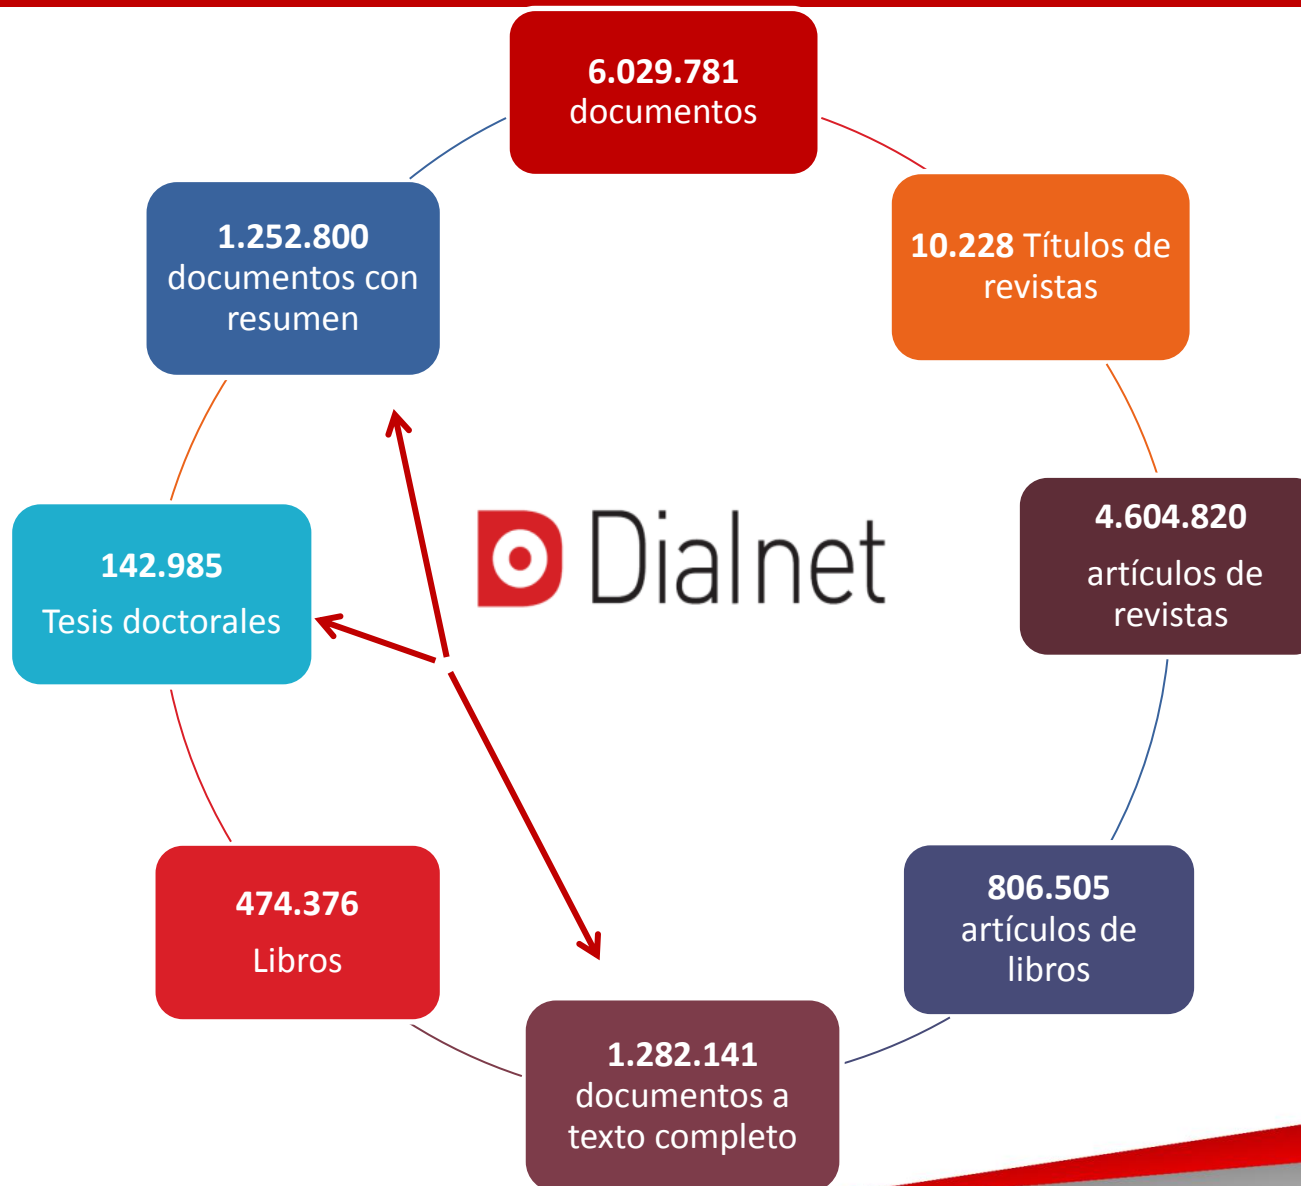 6.029.781
documentos
10.228 Títulos de
revistas
4.604.820
artículos de
revistas
806.505
artículos de
libros
1.282.141
documentos a
texto completo
474.376
Libros
142.985
Tesis doctorales
1.252.800
documentos con
resumen
Dialnet